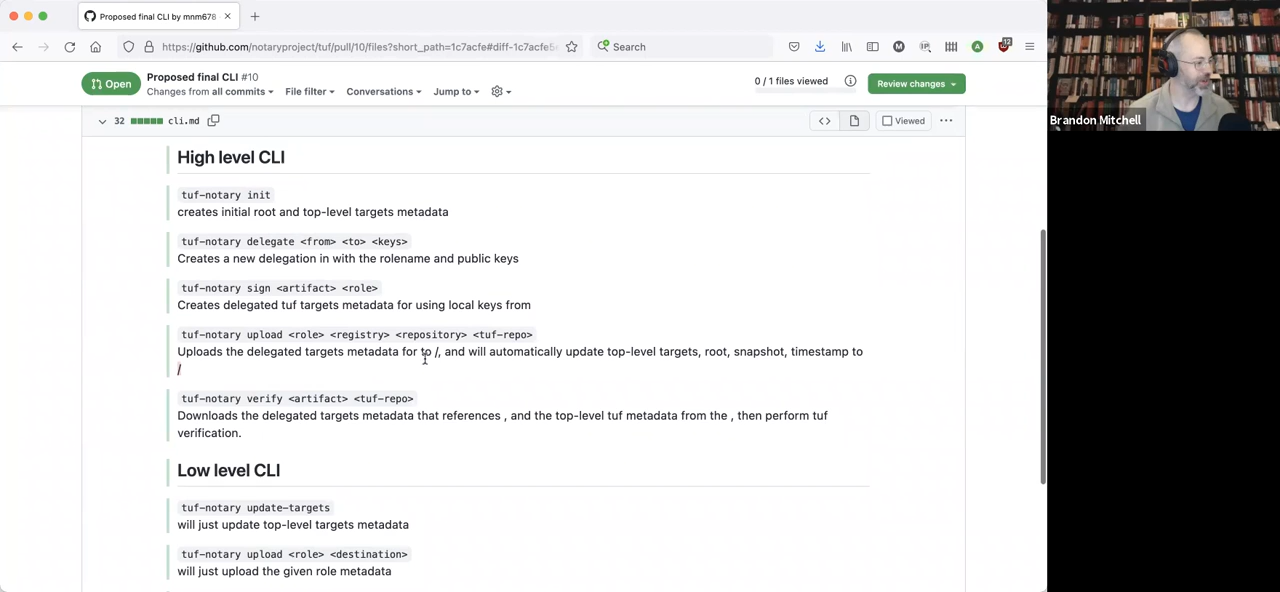 Proposed final CLI by mnm678
https://github.com/notaryproject/tuf/pull/10/files?short_path=1c7acfe#diff-1c7acfe5
Search
12
Open
Proposed final CLI #10
Changes from all commits
File filter
Conversations
Jump to
0 / 1 files viewed
Review changes
32
cli.md
Viewed
High level CLI
tuf-notary init
creates initial root and top-level targets metadata
tuf-notary delegate <from> <to> <keys>
Creates a new delegation in with the rolename and public keys
tuf-notary sign <artifact> <role>
Creates delegated tuf targets metadata for using local keys from
tuf-notary upload <role> <registry> <repository> <tuf-repo>
Uploads the delegated targets metadata for to /, and will automatically update top-level targets, root, snapshot, timestamp to
/
tuf-notary verify <artifact> <tuf-repo>
Downloads the delegated targets metadata that references , and the top-level tuf metadata from the , then perform tuf
verification.
Low level CLI
tuf-notary update-targets
will just update top-level targets metadata
tuf-notary upload <role> <destination>
will just upload the given role metadata
Brandon Mitchell